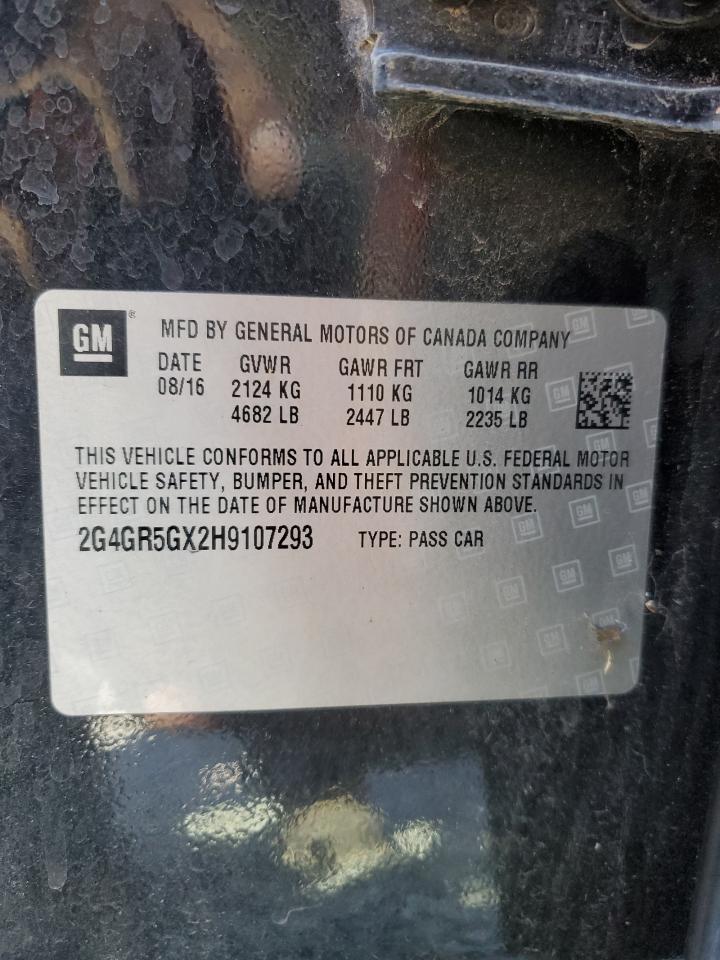 GM®
MFD BY GENERAL MOTORS OF CANADA COMPANY
DATE GVWR GAWR FRT GAWR RR
08/16 2124 KG 1110 KG 1014 KG
4682 LB 2447 LB 2235 LB
THIS VEHICLE CONFORMS TO ALL APPLICABLE U.S. FEDERAL MOTOR
VEHICLE SAFETY, BUMPER, AND THEFT PREVENTION STANDARDS IN
EFFECT ON THE DATE OF MANUFACTURE SHOWN ABOVE.
2G4GR5GX2H9107293 TYPE: PASS CAR